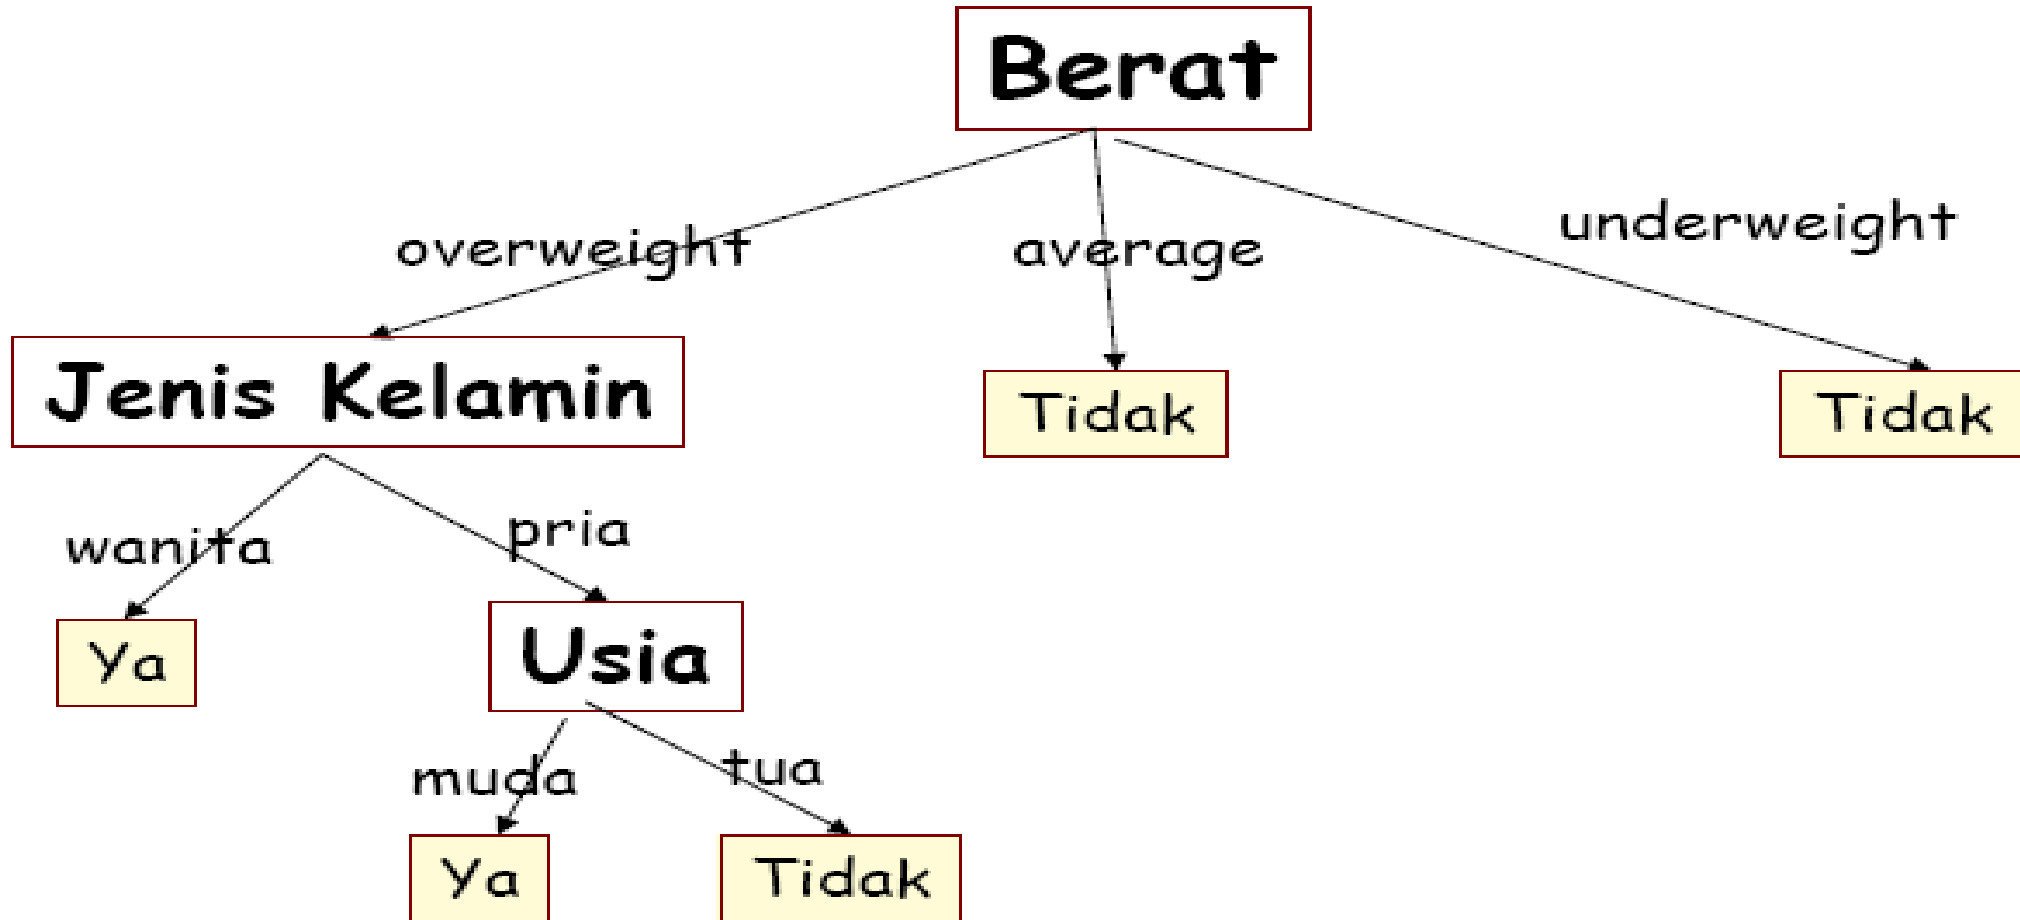 Berat
overweight
average
underweight
Jenis Kelamin
Tidak
Tidak
wanita
pria
Ya
Usia
muda
tua
Ya
Tidak